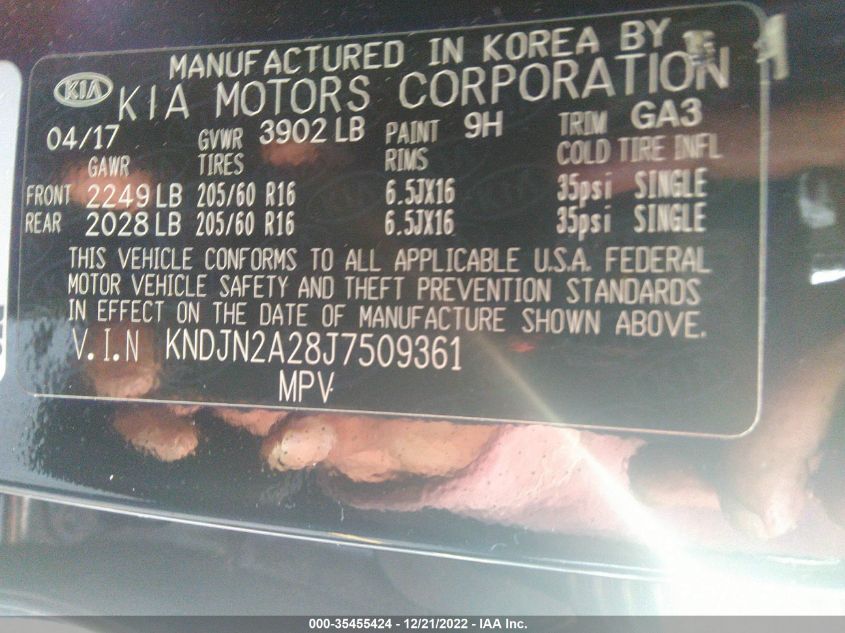 MANUFACTURED IN KOREA BY
KIA KIA MOTORS CORPORATION
04/17 GVWR 3902 LB PAINT 9H TRIM GA3
GAWR TIRES RIMS COLD TIRE INFL
FRONT 2249 LB 205/60 R16 6.5JX16 35psi SINGLE
REAR 2028 LB 205/60 R16 6.5JX16 35psi SINGLE
THIS VEHICLE CONFORMS TO ALL APPLICABLE U.S.A. FEDERAL
MOTOR VEHICLE SAFETY AND THEFT PREVENTION STANDARDS
IN EFFECT ON THE DATE OF MANUFACTURE SHOWN ABOVE.
V.I.N KNDJN2A28J7509361
MPV
000-35455424 - 12/21/2022 - IAA Inc.